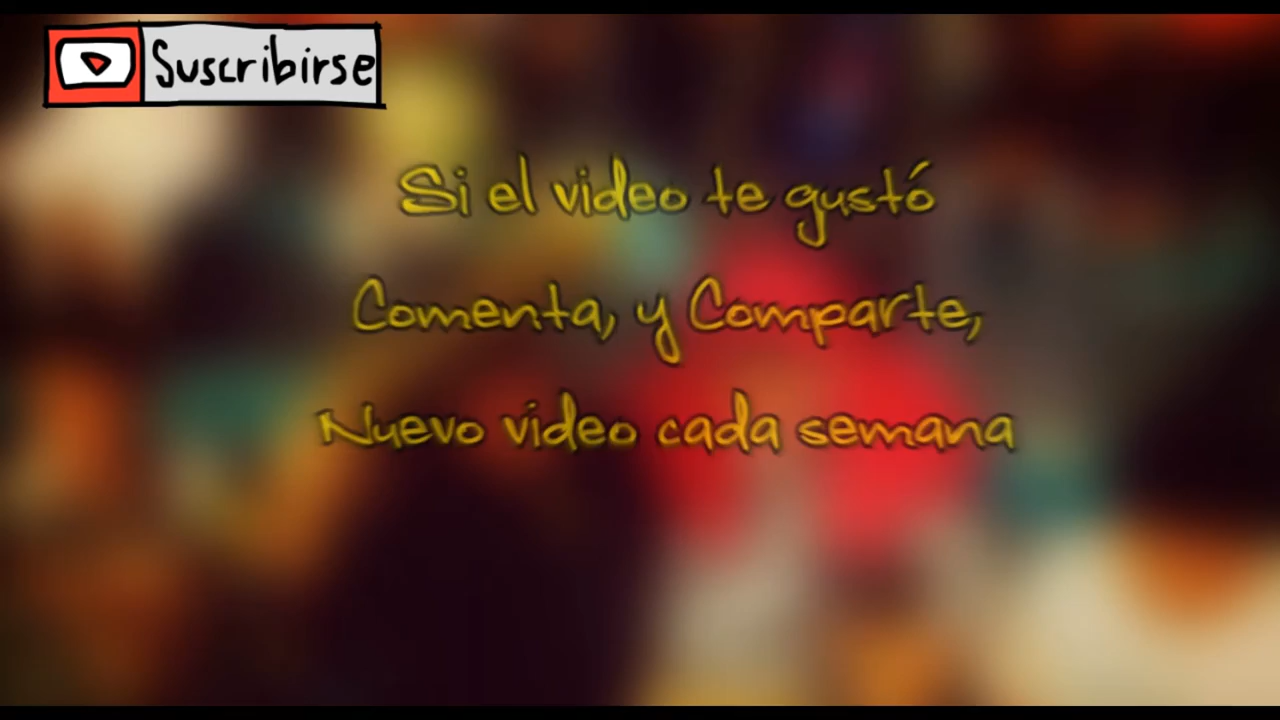 Suscribirse
Si el video te gustó
Comenta, y Comparte,
Nuevo video cada semana